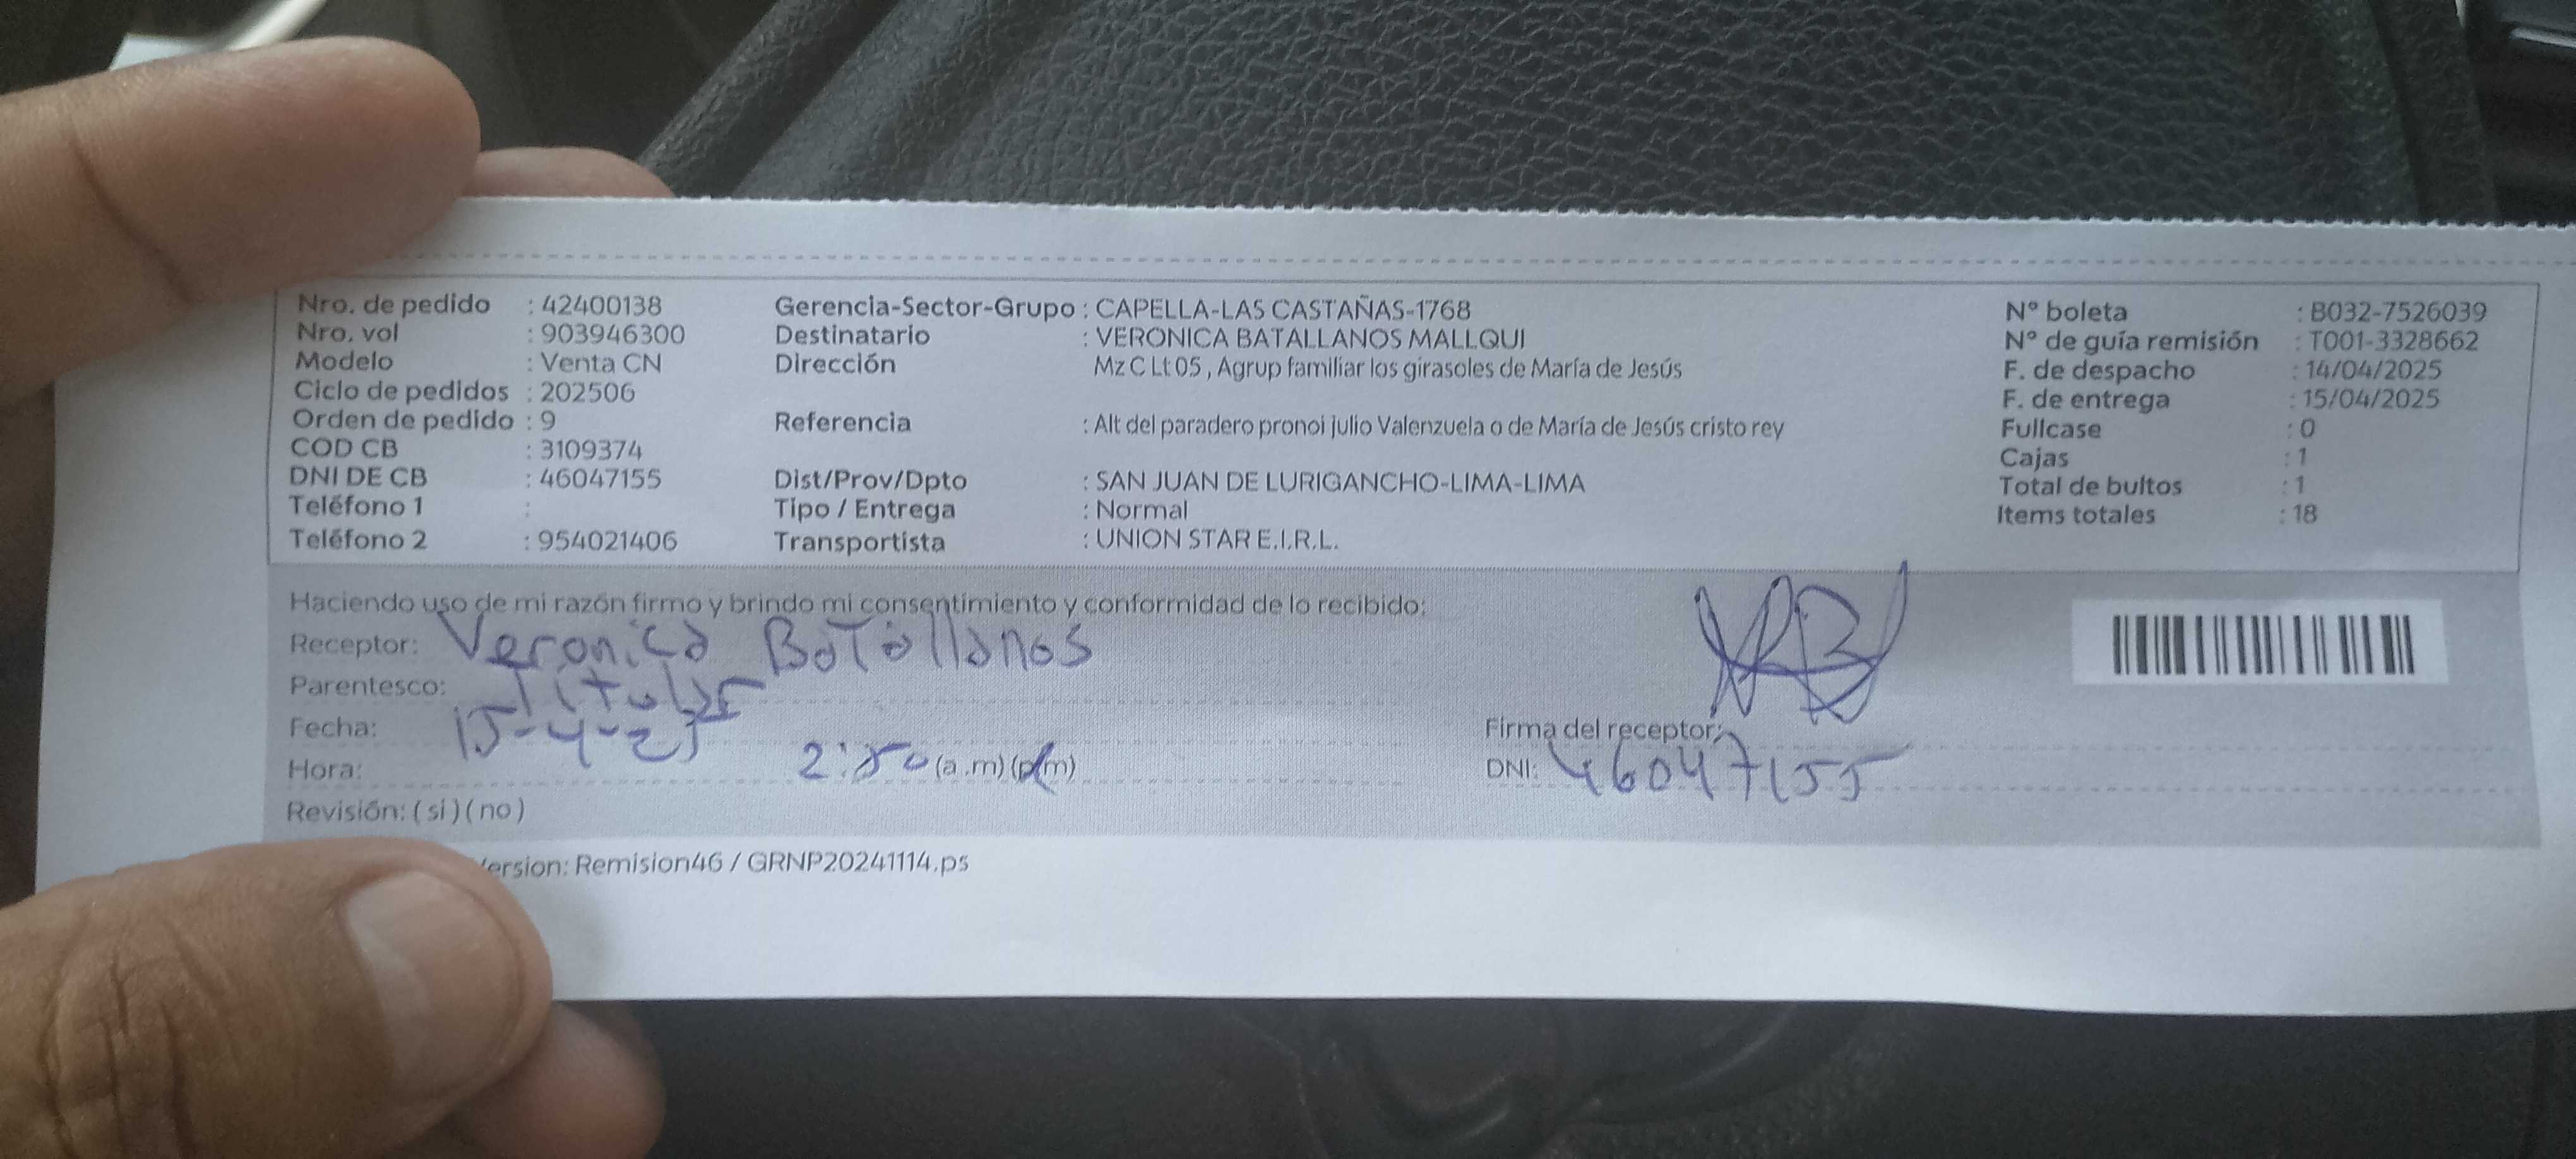 Nro. de pedido : 42400138
Nro. vol : 903946300
Modelo : Venta CN
Ciclo de pedidos : 202506
Orden de pedido : 9
COD CB : 3109374
DNI DE CB : 46047155
Teléfono 1 :
Teléfono 2 : 954021406
Gerencia-Sector-Grupo : CAPELLA-LAS CASTAÑAS-1768
Destinatario : VERONICA BATALLANOS MALLQUI
Dirección Mz C Lt 05 , Agrup familiar los girasoles de María de Jesús
Referencia : Alt del paradero pronoi julio Valenzuela o de María de Jesús cristo rey
Dist/Prov/Dpto : SAN JUAN DE LURIGANCHO-LIMA-LIMA
Tipo / Entrega : Normal
Transportista : UNION STAR E.I.R.L.
N° boleta : B032-7526039
N° de guía remisión : T001-3328662
F. de despacho : 14/04/2025
F. de entrega : 15/04/2025
Fullcase : 0
Cajas : 1
Total de bultos : 1
Items totales : 18
Haciendo uso de mi razón firmo y brindo mi consentimiento y conformidad de lo recibido:
Receptor: Veronica Batallanos
Parentesco: Titular
Fecha: 15-4-25
Hora: 2:50 (a.m) (p.m)
Revisión: ( si ) ( no )
Firma del receptor:
DNI: 46047155
ersion: Remision46 / GRNP20241114.ps